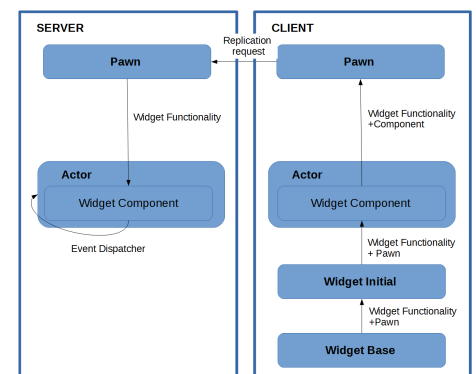 SERVER
CLIENT
Replication
request
Pawn
Pawn
Widget Functionality
Widget Functionality
+Component
Actor
Widget Component
Event Dispatcher
Actor
Widget Component
Widget Functionality
+ Pawn
Widget Initial
Widget Functionality
+Pawn
Widget Base